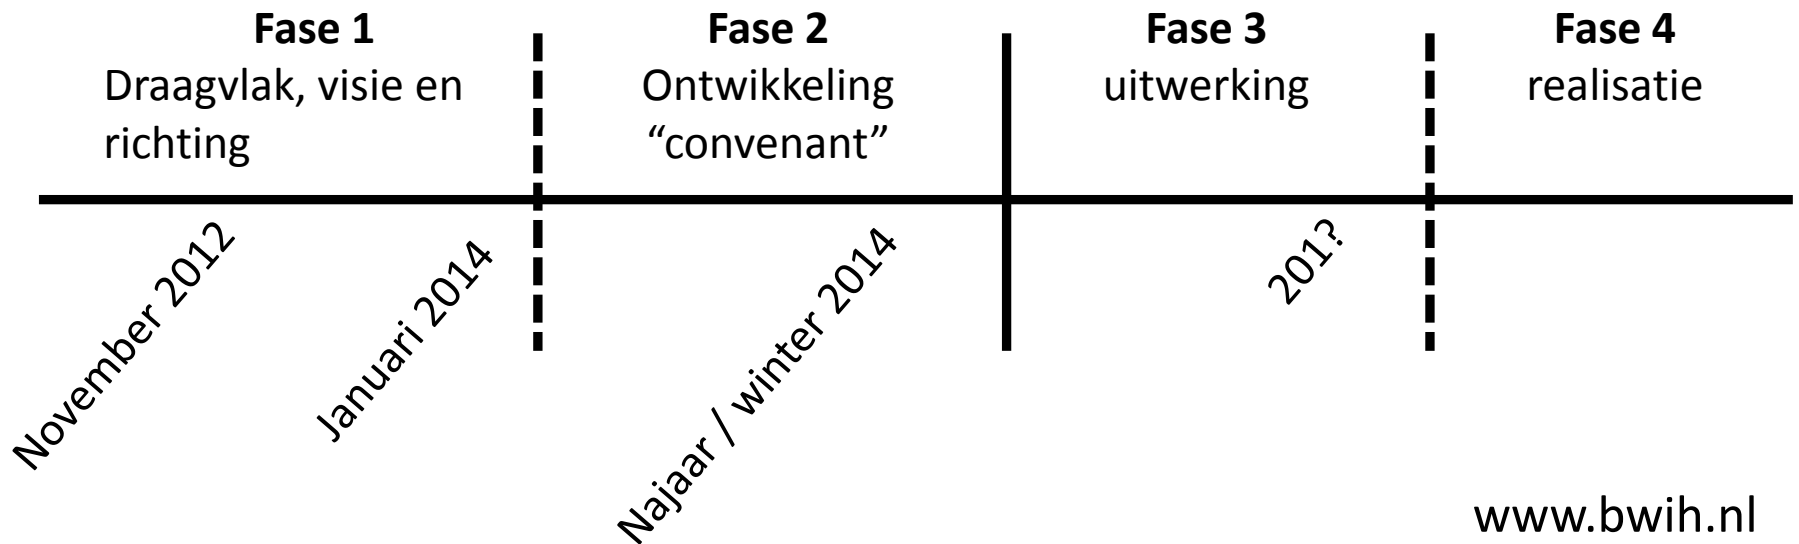 Fase 1
Draagvlak, visie en
richting
Fase 2
Ontwikkeling
“convenant”
Fase 3
uitwerking
Fase 4
realisatie
November 2012
Januari 2014
Najaar / winter 2014
201?
www.bwih.nl